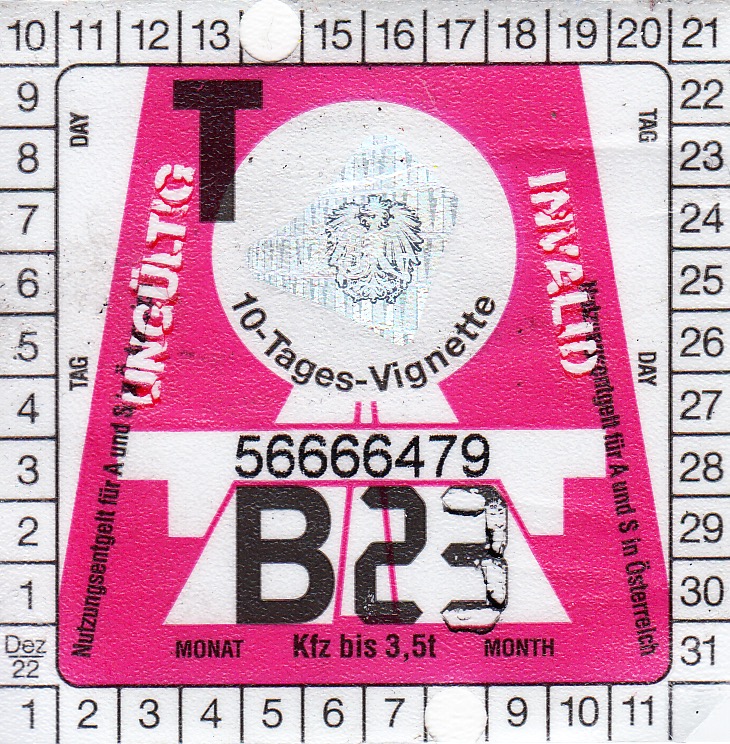 10 11 12 13 15 16 17 18 19 20 21
9 22
8 23
7 24
6 25
5 26
4 27
3 28
2 29
1 30
Dez 22 31
1 2 3 4 5 6 7 9 10 11
DAY
TAG
TAG
DAY
T
UNGÜLTIG
INVALID
10-Tages-Vignette
56666479
B23
MONAT Kfz bis 3,5t MONTH
Nutzungsentgelt für A und S
für A und S in Österreich